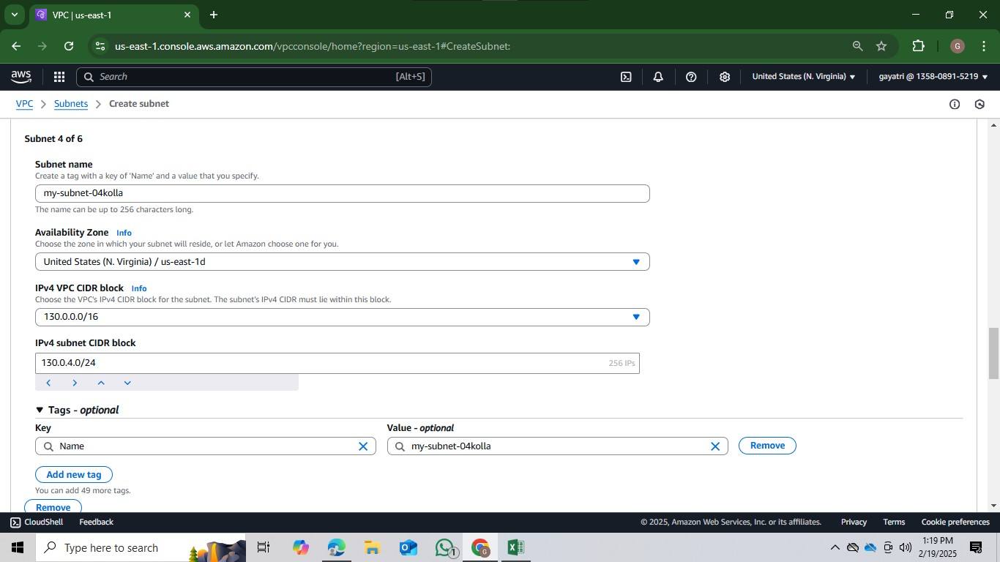 VPC | us-east-1
us-east-1.console.aws.amazon.com/vpcconsole/home?region=us-east-1#CreateSubnet:
G
aws
Search
[Alt+S]
United States (N. Virginia)
gayatri @ 1358-0891-5219
VPC
Subnets
Create subnet
Subnet 4 of 6
Subnet name
Create a tag with a key of 'Name' and a value that you specify.
my-subnet-04kolla
The name can be up to 256 characters long.
Availability Zone Info
Choose the zone in which your subnet will reside, or let Amazon choose one for you.
United States (N. Virginia) / us-east-1d
IPv4 VPC CIDR block Info
Choose the VPC's IPv4 CIDR block for the subnet. The subnet's IPv4 CIDR must lie within this block.
130.0.0.0/16
IPv4 subnet CIDR block
130.0.4.0/24
256 IPs
Tags - optional
Key
Value - optional
Name
my-subnet-04kolla
Remove
Add new tag
You can add 49 more tags.
Remove
CloudShell
Feedback
© 2025, Amazon Web Services, Inc. or its affiliates.
Privacy
Terms
Cookie preferences
Type here to search
1
G
1:19 PM
2/19/2025